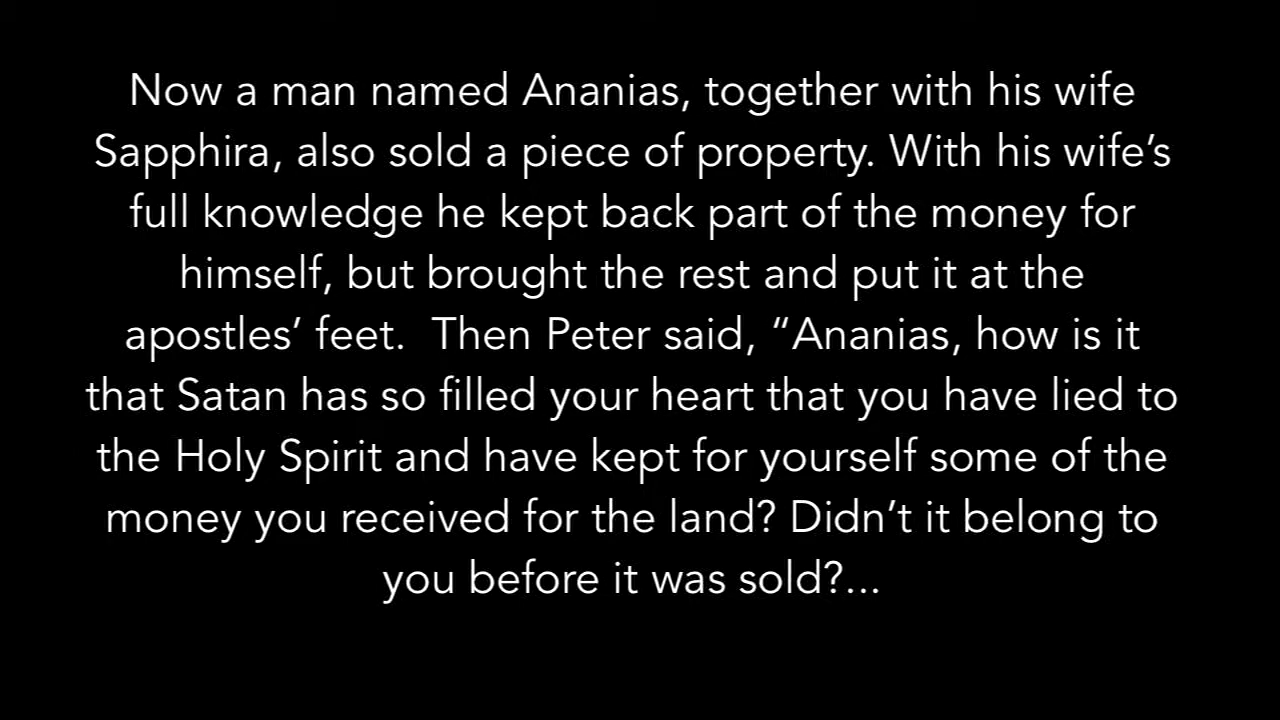 Now a man named Ananias, together with his wife
Sapphira, also sold a piece of property. With his wife’s
full knowledge he kept back part of the money for
himself, but brought the rest and put it at the
apostles’ feet.  Then Peter said, “Ananias, how is it
that Satan has so filled your heart that you have lied to
the Holy Spirit and have kept for yourself some of the
money you received for the land? Didn’t it belong to
you before it was sold?...